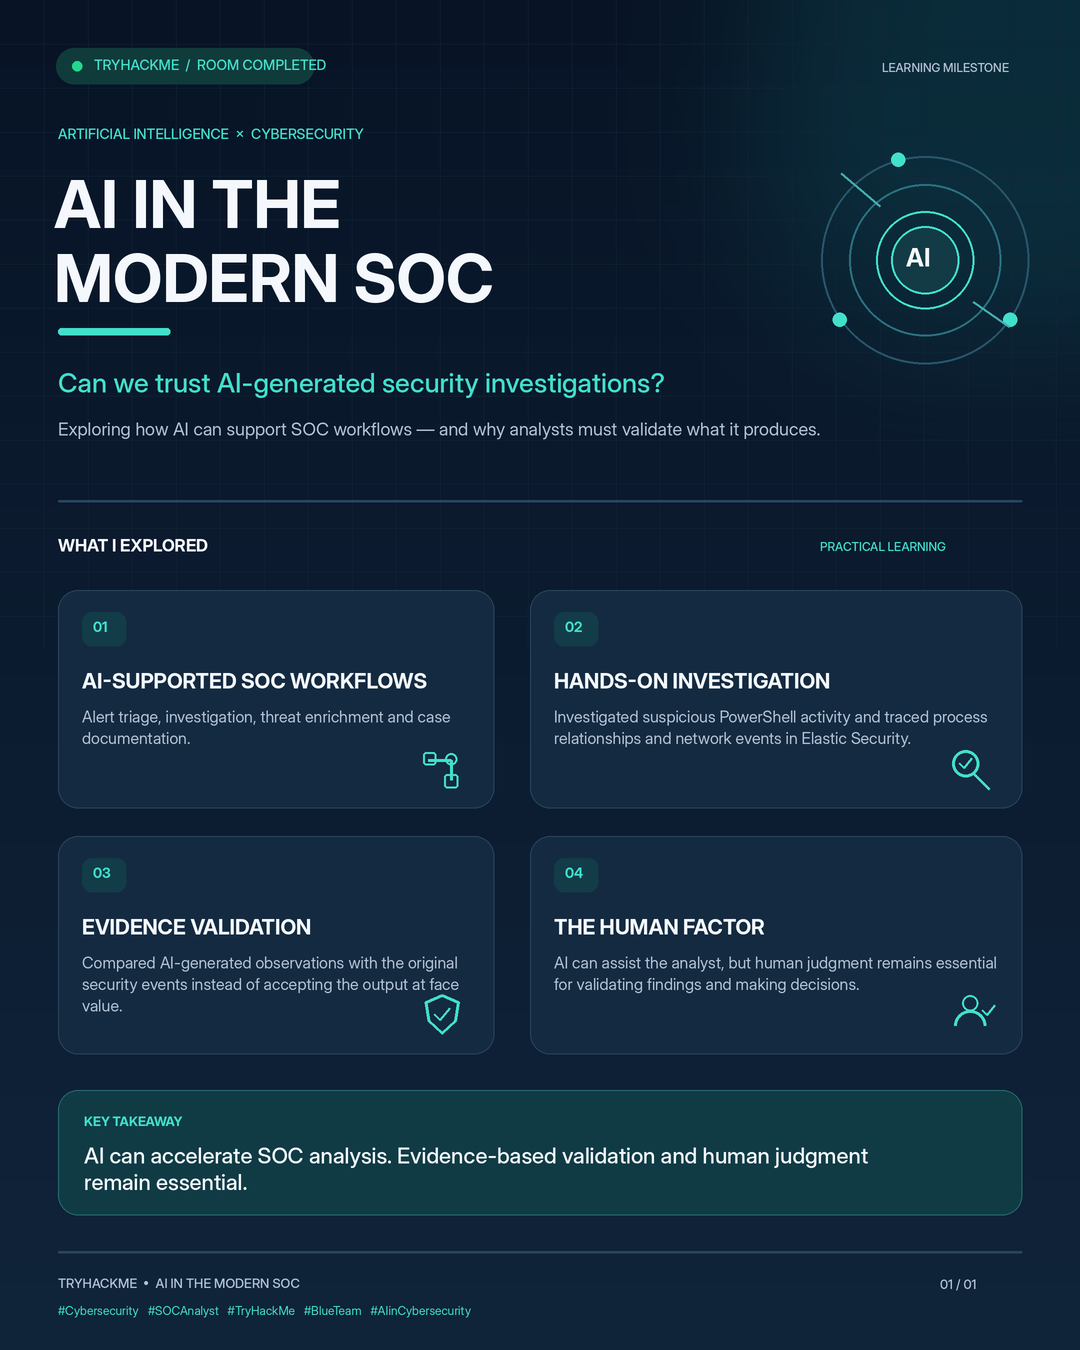 TRYHACKME / ROOM COMPLETED
LEARNING MILESTONE
ARTIFICIAL INTELLIGENCE × CYBERSECURITY
AI IN THE
MODERN SOC
AI
Can we trust AI-generated security investigations?
Exploring how AI can support SOC workflows — and why analysts must validate what it produces.
WHAT I EXPLORED
PRACTICAL LEARNING
01
AI-SUPPORTED SOC WORKFLOWS
Alert triage, investigation, threat enrichment and case
documentation.
02
HANDS-ON INVESTIGATION
Investigated suspicious PowerShell activity and traced process
relationships and network events in Elastic Security.
03
EVIDENCE VALIDATION
Compared AI-generated observations with the original
security events instead of accepting the output at face
value.
04
THE HUMAN FACTOR
AI can assist the analyst, but human judgment remains essential
for validating findings and making decisions.
KEY TAKEAWAY
AI can accelerate SOC analysis. Evidence-based validation and human judgment
remain essential.
TRYHACKME • AI IN THE MODERN SOC
01 / 01
#Cybersecurity #SOCAnalyst #TryHackMe #BlueTeam #AIinCybersecurity